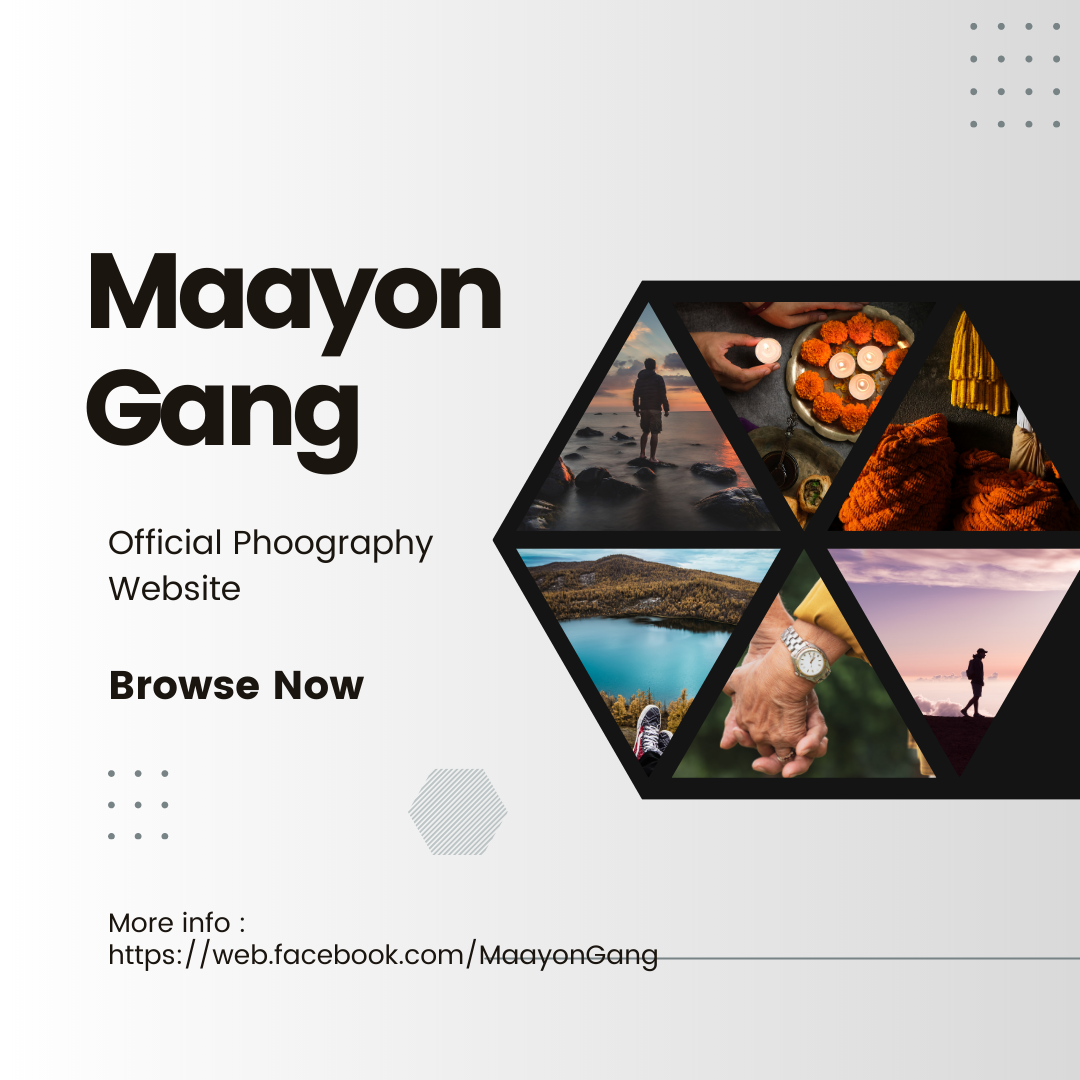 Maayon
Gang
Official Phoography
Website
Browse Now
More info :
https://web.facebook.com/MaayonGang